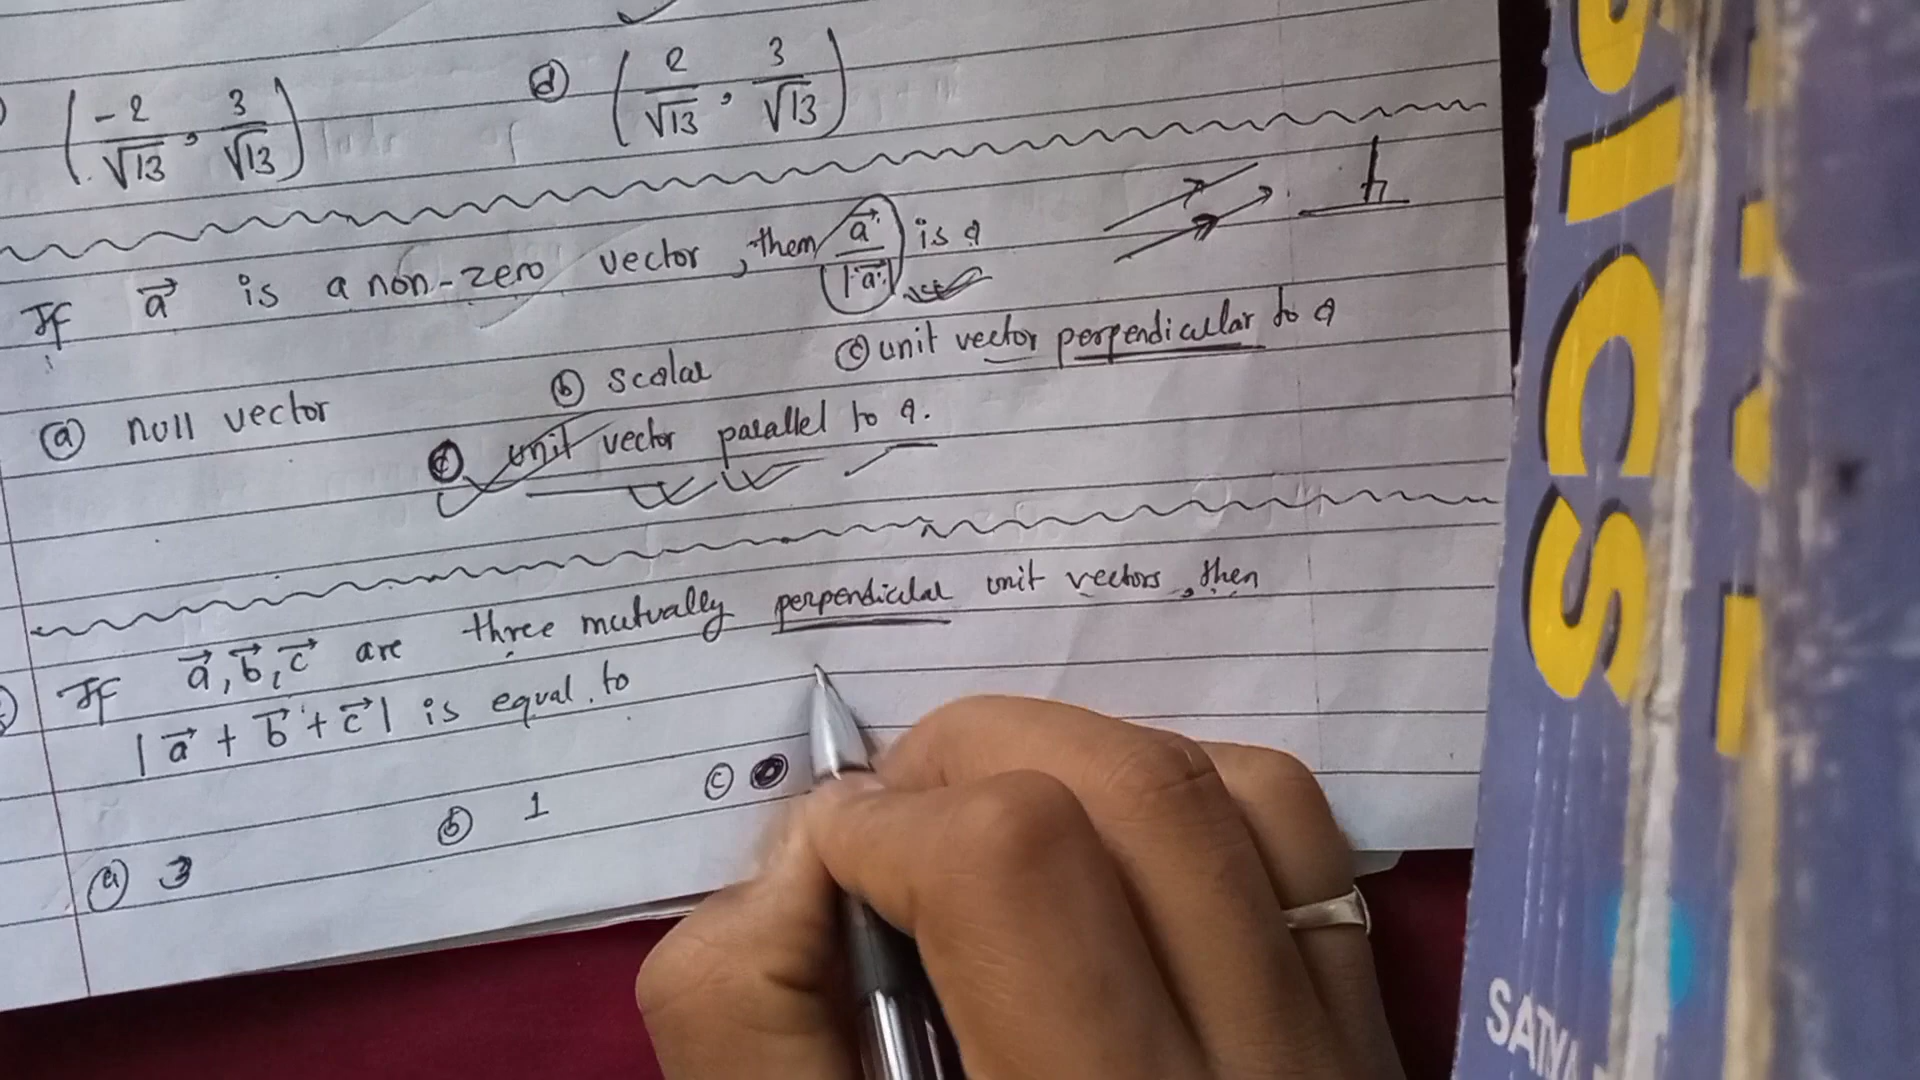 (-2/√13, 3/√13) ⓓ (2/√13, 3/√13)
If a⃗ is a non-zero vector, then a⃗/|a⃗| is a
ⓐ null vector ⓑ scalar ⓒ unit vector perpendicular to a
unit vector parallel to a.
If a⃗, b⃗, c⃗ are three mutually perpendicular unit vectors, then
|a⃗ + b⃗ + c⃗| is equal to
ⓐ 3 ⓑ 1 ⓒ
ICS
SATYA